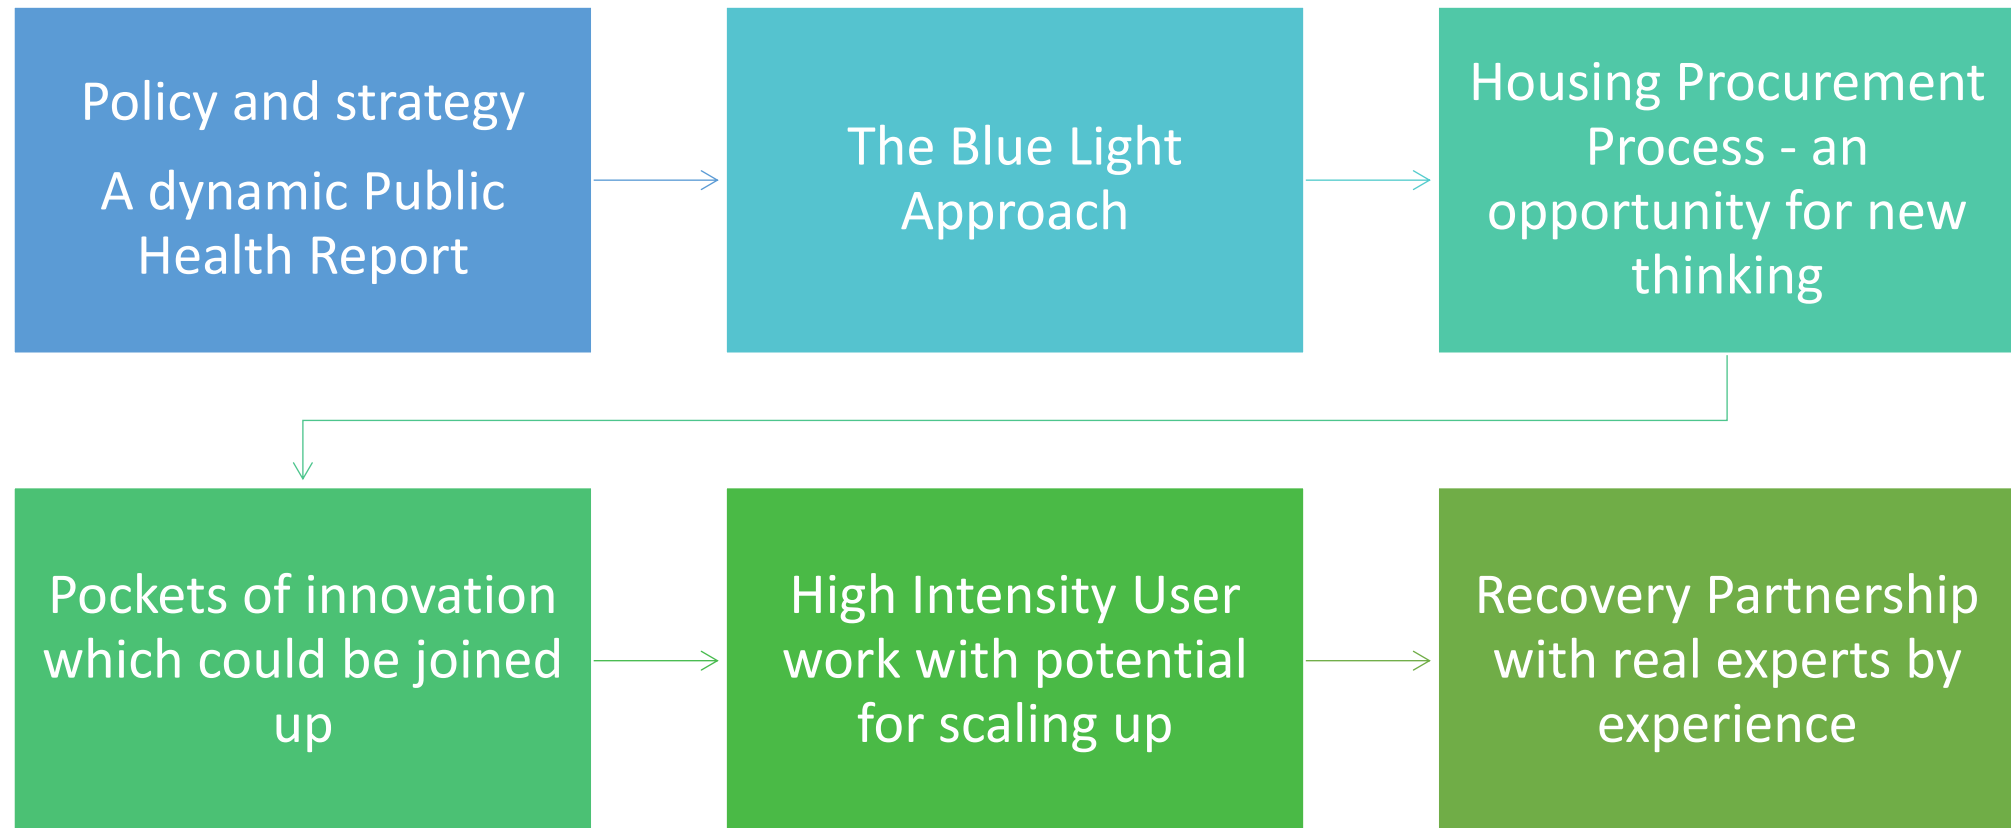 Policy and strategy
A dynamic Public
Health Report
The Blue Light
Approach
Housing Procurement
Process - an
opportunity for new
thinking
Pockets of innovation
which could be joined
up
High Intensity User
work with potential
for scaling up
Recovery Partnership
with real experts by
experience